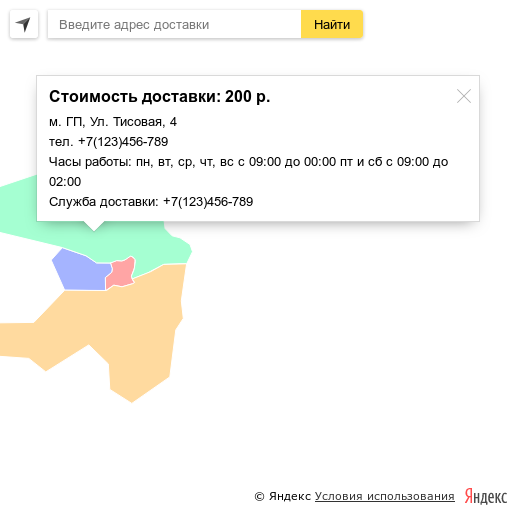 Введите адрес доставки
Найти
Стоимость доставки: 200 р.
м. ГП, Ул. Тисовая, 4
тел. +7(123)456-789
Часы работы: пн, вт, ср, чт, вс с 09:00 до 00:00 пт и сб с 09:00 до
02:00
Служба доставки: +7(123)456-789
© Яндекс Условия использования Яндекс